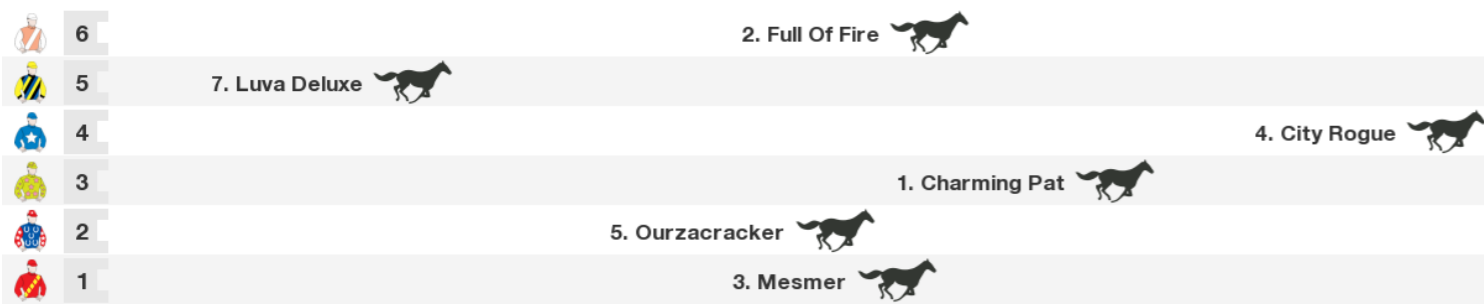 6 2. Full Of Fire
5 7. Luva Deluxe
4 4. City Rogue
3 1. Charming Pat
2 5. Ourzacracker
1 3. Mesmer